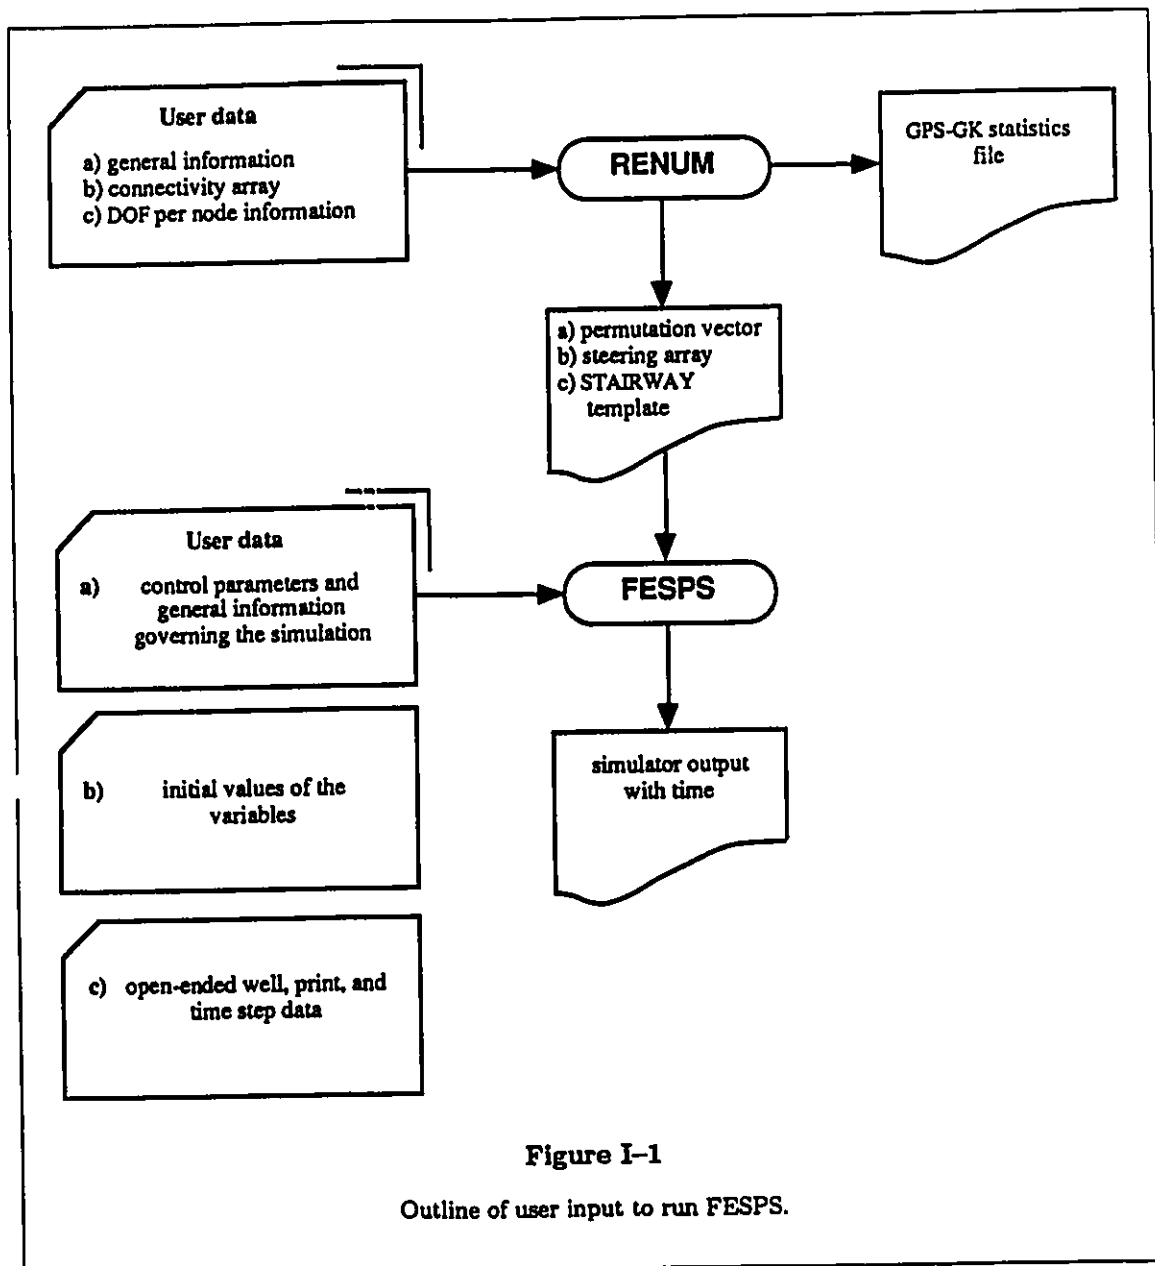 User data
a) general information
b) connectivity array
c) DOF per node information
RENUM
GPS-GK statistics
file
a) permutation vector
b) steering array
c) STAIRWAY
template
User data
a) control parameters and
general information
governing the simulation
FESPS
b) initial values of the
variables
simulator output
with time
c) open-ended well, print, and
time step data
Figure I–1
Outline of user input to run FESPS.